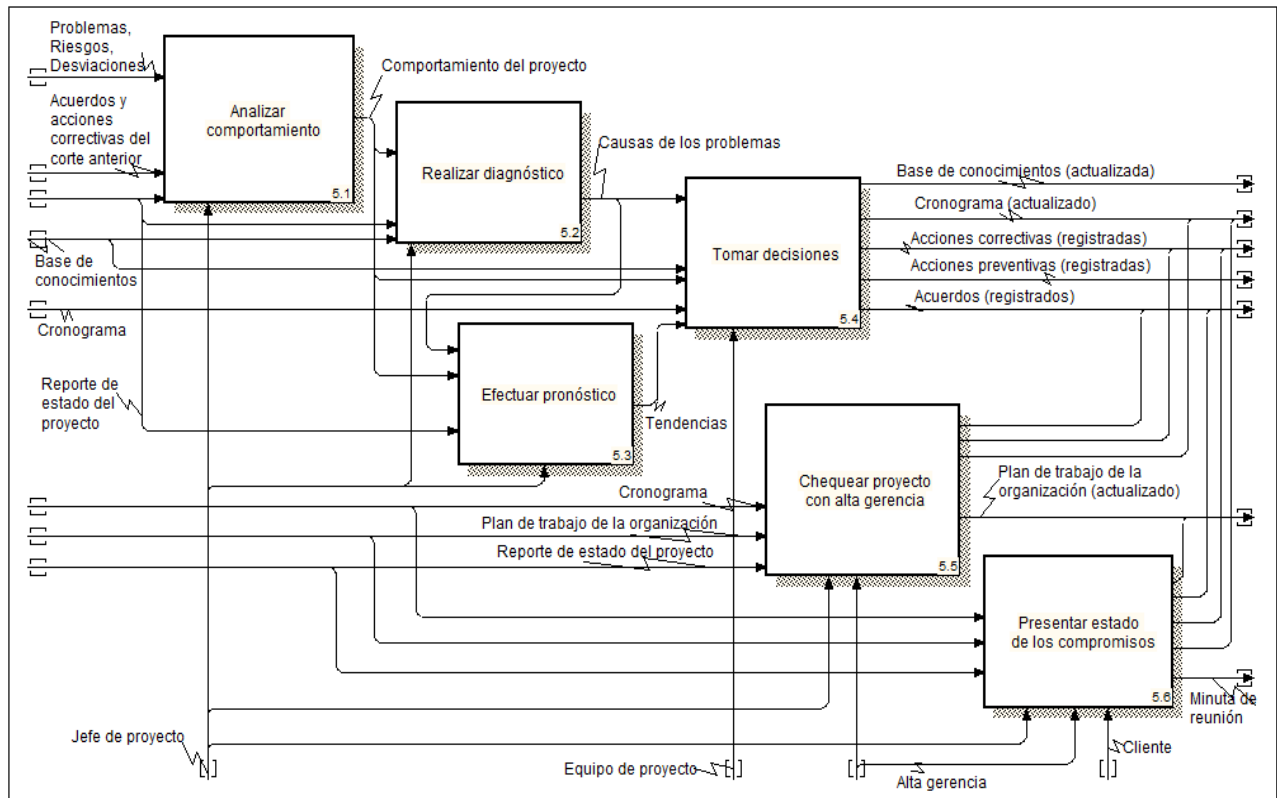 Problemas,
Riesgos,
Desviaciones
Acuerdos y
acciones
correctivas del
corte anterior
Analizar
comportamiento
5.1
Comportamiento del proyecto
Realizar diagnóstico
5.2
Causas de los problemas
Base de
conocimientos
Cronograma
Tomar decisiones
5.4
Base de conocimientos (actualizada)
Cronograma (actualizado)
Acciones correctivas (registradas)
Acciones preventivas (registradas)
Acuerdos (registrados)
Reporte de
estado del
proyecto
Efectuar pronóstico
5.3
Tendencias
Cronograma
Plan de trabajo de la organización
Reporte de estado del proyecto
Chequear proyecto
con alta gerencia
5.5
Plan de trabajo de la
organización (actualizado)
Presentar estado
de los compromisos
5.6
Minuta de
reunión
Jefe de proyecto
Equipo de proyecto
Alta gerencia
Cliente